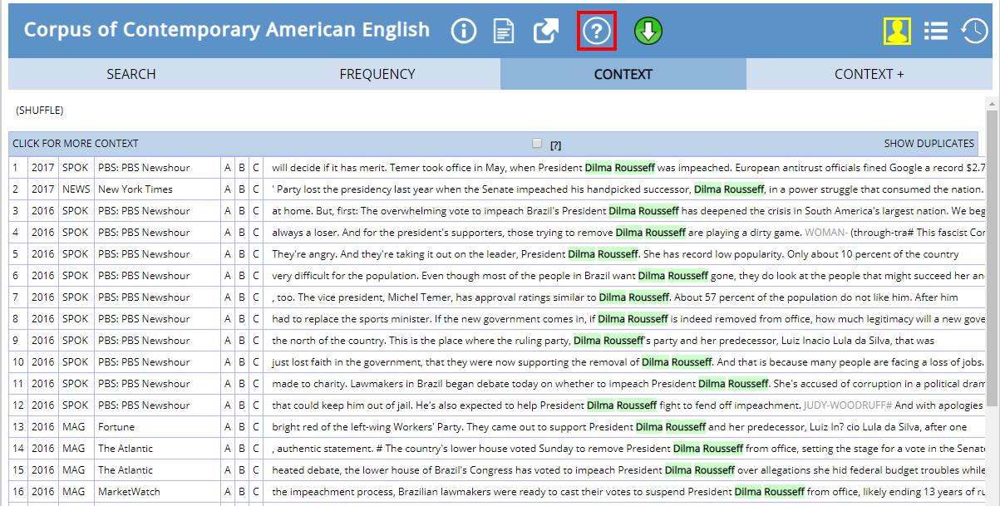 Corpus of Contemporary American English
SEARCH FREQUENCY CONTEXT CONTEXT +
(SHUFFLE)
CLICK FOR MORE CONTEXT [?] SHOW DUPLICATES
1 2017 SPOK PBS: PBS Newshour A B C will decide if it has merit. Temer took office in May, when President Dilma Rousseff was impeached. European antitrust officials fined Google a record $2.7
2 2017 NEWS New York Times A B C ' Party lost the presidency last year when the Senate impeached his handpicked successor, Dilma Rousseff, in a power struggle that consumed the nation.
3 2016 SPOK PBS: PBS Newshour A B C at home. But, first: The overwhelming vote to impeach Brazil's President Dilma Rousseff has deepened the crisis in South America's largest nation. We beg
4 2016 SPOK PBS: PBS Newshour A B C always a loser. And for the president's supporters, those trying to remove Dilma Rousseff are playing a dirty game. WOMAN- (through-tra# This fascist Cor
5 2016 SPOK PBS: PBS Newshour A B C They're angry. And they're taking it out on the leader, President Dilma Rousseff. She has record low popularity. Only about 10 percent of the country
6 2016 SPOK PBS: PBS Newshour A B C very difficult for the population. Even though most of the people in Brazil want Dilma Rousseff gone, they do look at the people that might succeed her an
7 2016 SPOK PBS: PBS Newshour A B C , too. The vice president, Michel Temer, has approval ratings similar to Dilma Rousseff. About 57 percent of the population do not like him. After him
8 2016 SPOK PBS: PBS Newshour A B C had to replace the sports minister. If the new government comes in, if Dilma Rousseff is indeed removed from office, how much legitimacy will a new gove
9 2016 SPOK PBS: PBS Newshour A B C the north of the country. This is the place where the ruling party, Dilma Rousseff's party and her predecessor, Luiz Inacio Lula da Silva, that was
10 2016 SPOK PBS: PBS Newshour A B C just lost faith in the government, that they were now supporting the removal of Dilma Rousseff. And that is because many people are facing a loss of jobs.
11 2016 SPOK PBS: PBS Newshour A B C made to charity. Lawmakers in Brazil began debate today on whether to impeach President Dilma Rousseff. She's accused of corruption in a political dram
12 2016 SPOK PBS: PBS Newshour A B C that could keep him out of jail. He's also expected to help President Dilma Rousseff fight to fend off impeachment. JUDY-WOODRUFF# And with apologies
13 2016 MAG Fortune A B C bright red of the left-wing Workers' Party. They came out to support President Dilma Rousseff and her predecessor, Luiz In? cio Lula da Silva, after one
14 2016 MAG The Atlantic A B C , authentic statement. # The country's lower house voted Sunday to remove President Dilma Rousseff from office, setting the stage for a vote in the Senate
15 2016 MAG The Atlantic A B C heated debate, the lower house of Brazil's Congress has voted to impeach President Dilma Rousseff over allegations she hid federal budget troubles while
16 2016 MAG MarketWatch A B C the impeachment process, Brazilian lawmakers were ready to cast their votes to suspend President Dilma Rousseff from office, likely ending 13 years of ru